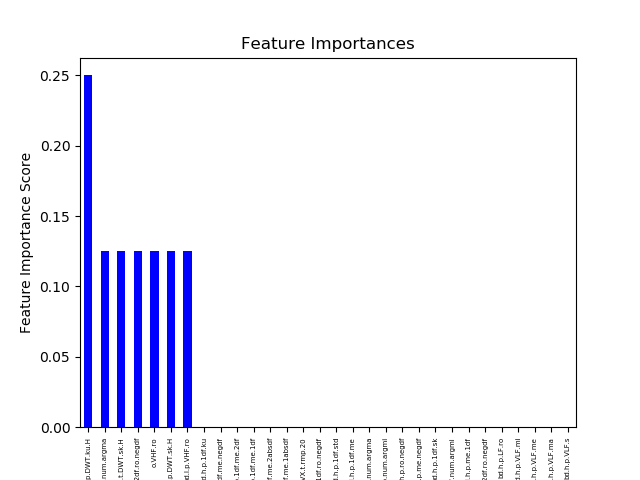 Feature Importances
Feature Importance Score
0.25
0.20
0.15
0.10
0.05
0.00
p.DWT.ku.H
num.argma
.t.DWT.sk.H
2df.ro.negdf
o.VHF.ro
p.DWT.sk.H
d.l.p.VHF.ro
d.h.p.1df.ku
df.me.negdf
.1df.me.2df
.1df.me.1df
f.me.2absdf
f.me.1absdf
VX.t.rmp.20
1df.ro.negdf
l.h.p.1df.std
l.h.p.1df.me
.num.argma
.num.argmi
h.p.ro.negdf
.p.me.negdf
d.h.p.1df.sk
.num.argmi
l.h.p.me.1df
2df.ro.negdf
bd.h.p.LF.ro
d.h.p.VLF.mi
.h.p.VLF.me
.h.p.VLF.ma
bd.h.p.VLF.s